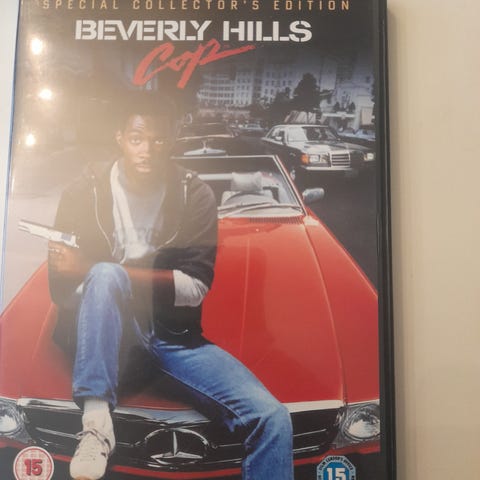 SPECIAL COLLECTOR'S EDITION
BEVERLY HILLS
Cop
15
15